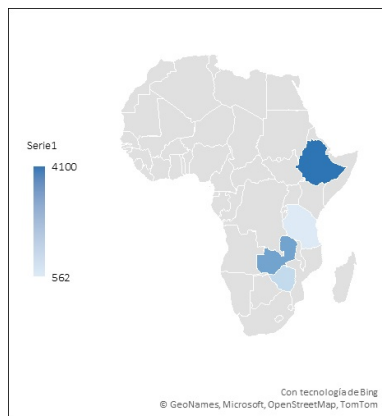 Serie1
4100
562
Con tecnología de Bing
© GeoNames, Microsoft, OpenStreetMap, TomTom